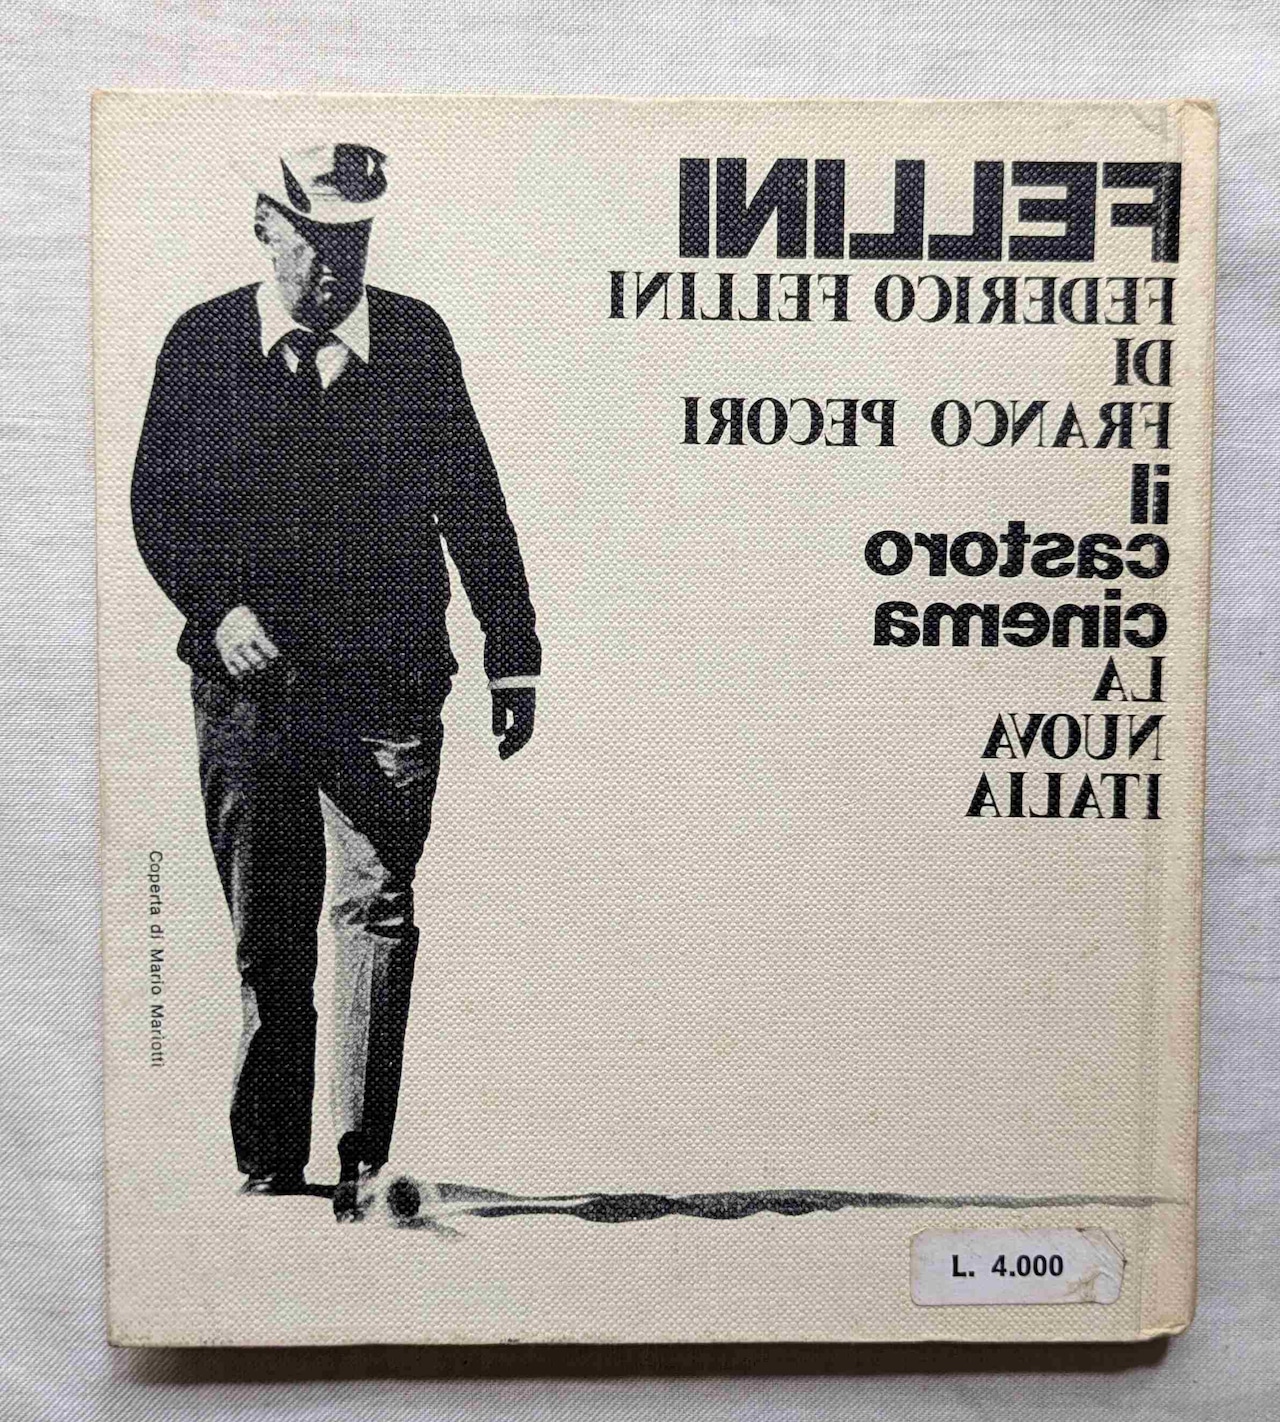 FELLINI
FEDERICO FELLINI
DI
FRANCO PECORI
il
castoro
cinema
LA
NUOVA
ITALIA
Coperta di Mario Mariotti
L. 4.000